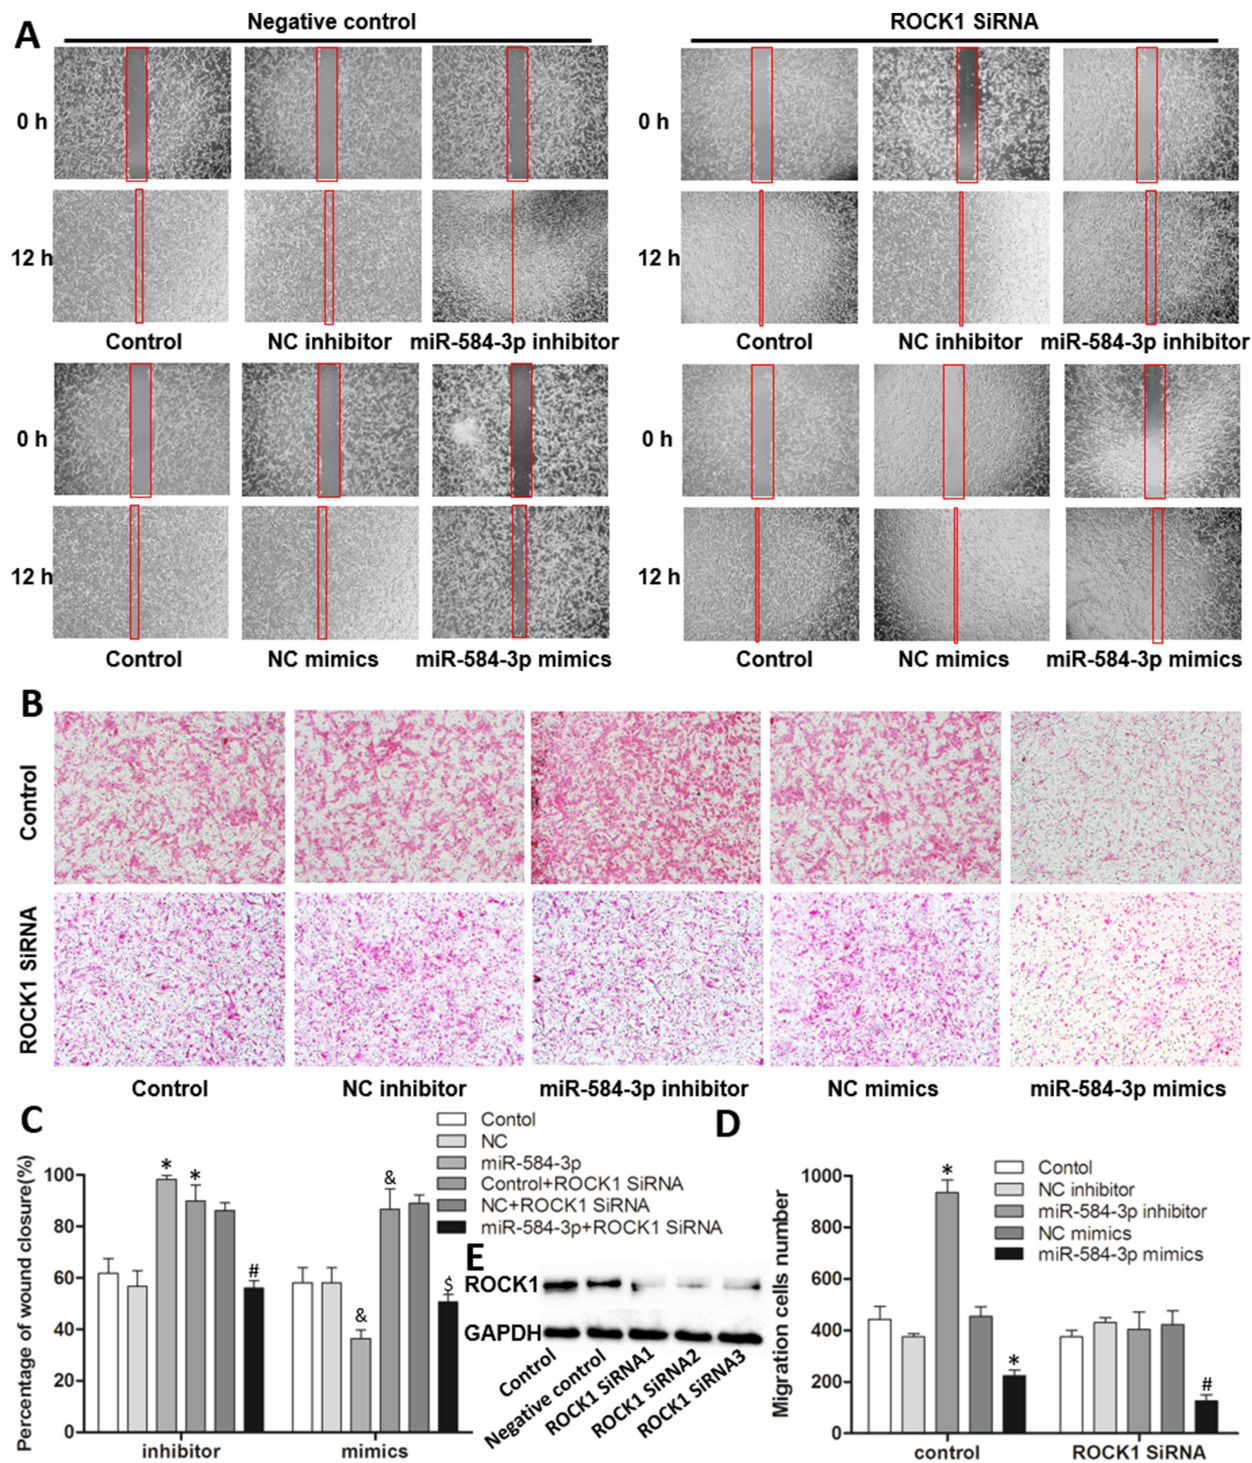 A
Negative control
ROCK1 SiRNA
0 h
0 h
12 h
12 h
Control
NC inhibitor
miR-584-3p inhibitor
Control
NC inhibitor
miR-584-3p inhibitor
0 h
0 h
12 h
12 h
Control
NC mimics
miR-584-3p mimics
Control
NC mimics
miR-584-3p mimics
B
Control
ROCK1 SiRNA
Control
NC inhibitor
miR-584-3p inhibitor
NC mimics
miR-584-3p mimics
C
Contol
NC
miR-584-3p
Control+ROCK1 SiRNA
NC+ROCK1 SiRNA
miR-584-3p+ROCK1 SiRNA
Percentage of wound closure(%)
100
80
60
40
20
0
* * # & & $
inhibitor
mimics
E
ROCK1
GAPDH
Control
Negative control
ROCK1 SiRNA1
ROCK1 SiRNA2
ROCK1 SiRNA3
D
Contol
NC inhibitor
miR-584-3p inhibitor
NC mimics
miR-584-3p mimics
Migration cells number
1000
800
600
400
200
0
* * #
control
ROCK1 SiRNA